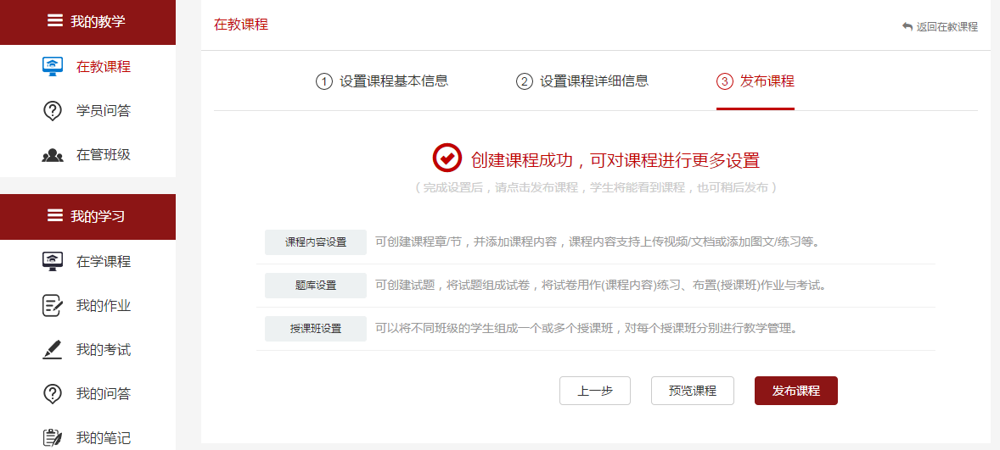 我的教学
在教课程
学员问答
在管班级
我的学习
在学课程
我的作业
我的考试
我的问答
我的笔记
在教课程
返回在教课程
1 设置课程基本信息
2 设置课程详细信息
3 发布课程
创建课程成功，可对课程进行更多设置
（完成设置后，请点击发布课程，学生将能看到课程，也可稍后发布）
课程内容设置 可创建课程章/节，并添加课程内容，课程内容支持上传视频/文档或添加图文/练习等。
题库设置 可创建试题，将试题组成试卷，将试卷用作(课程内容)练习、布置(授课班)作业与考试。
授课班设置 可以将不同班级的学生组成一个或多个授课班，对每个授课班分别进行教学管理。
上一步 预览课程 发布课程